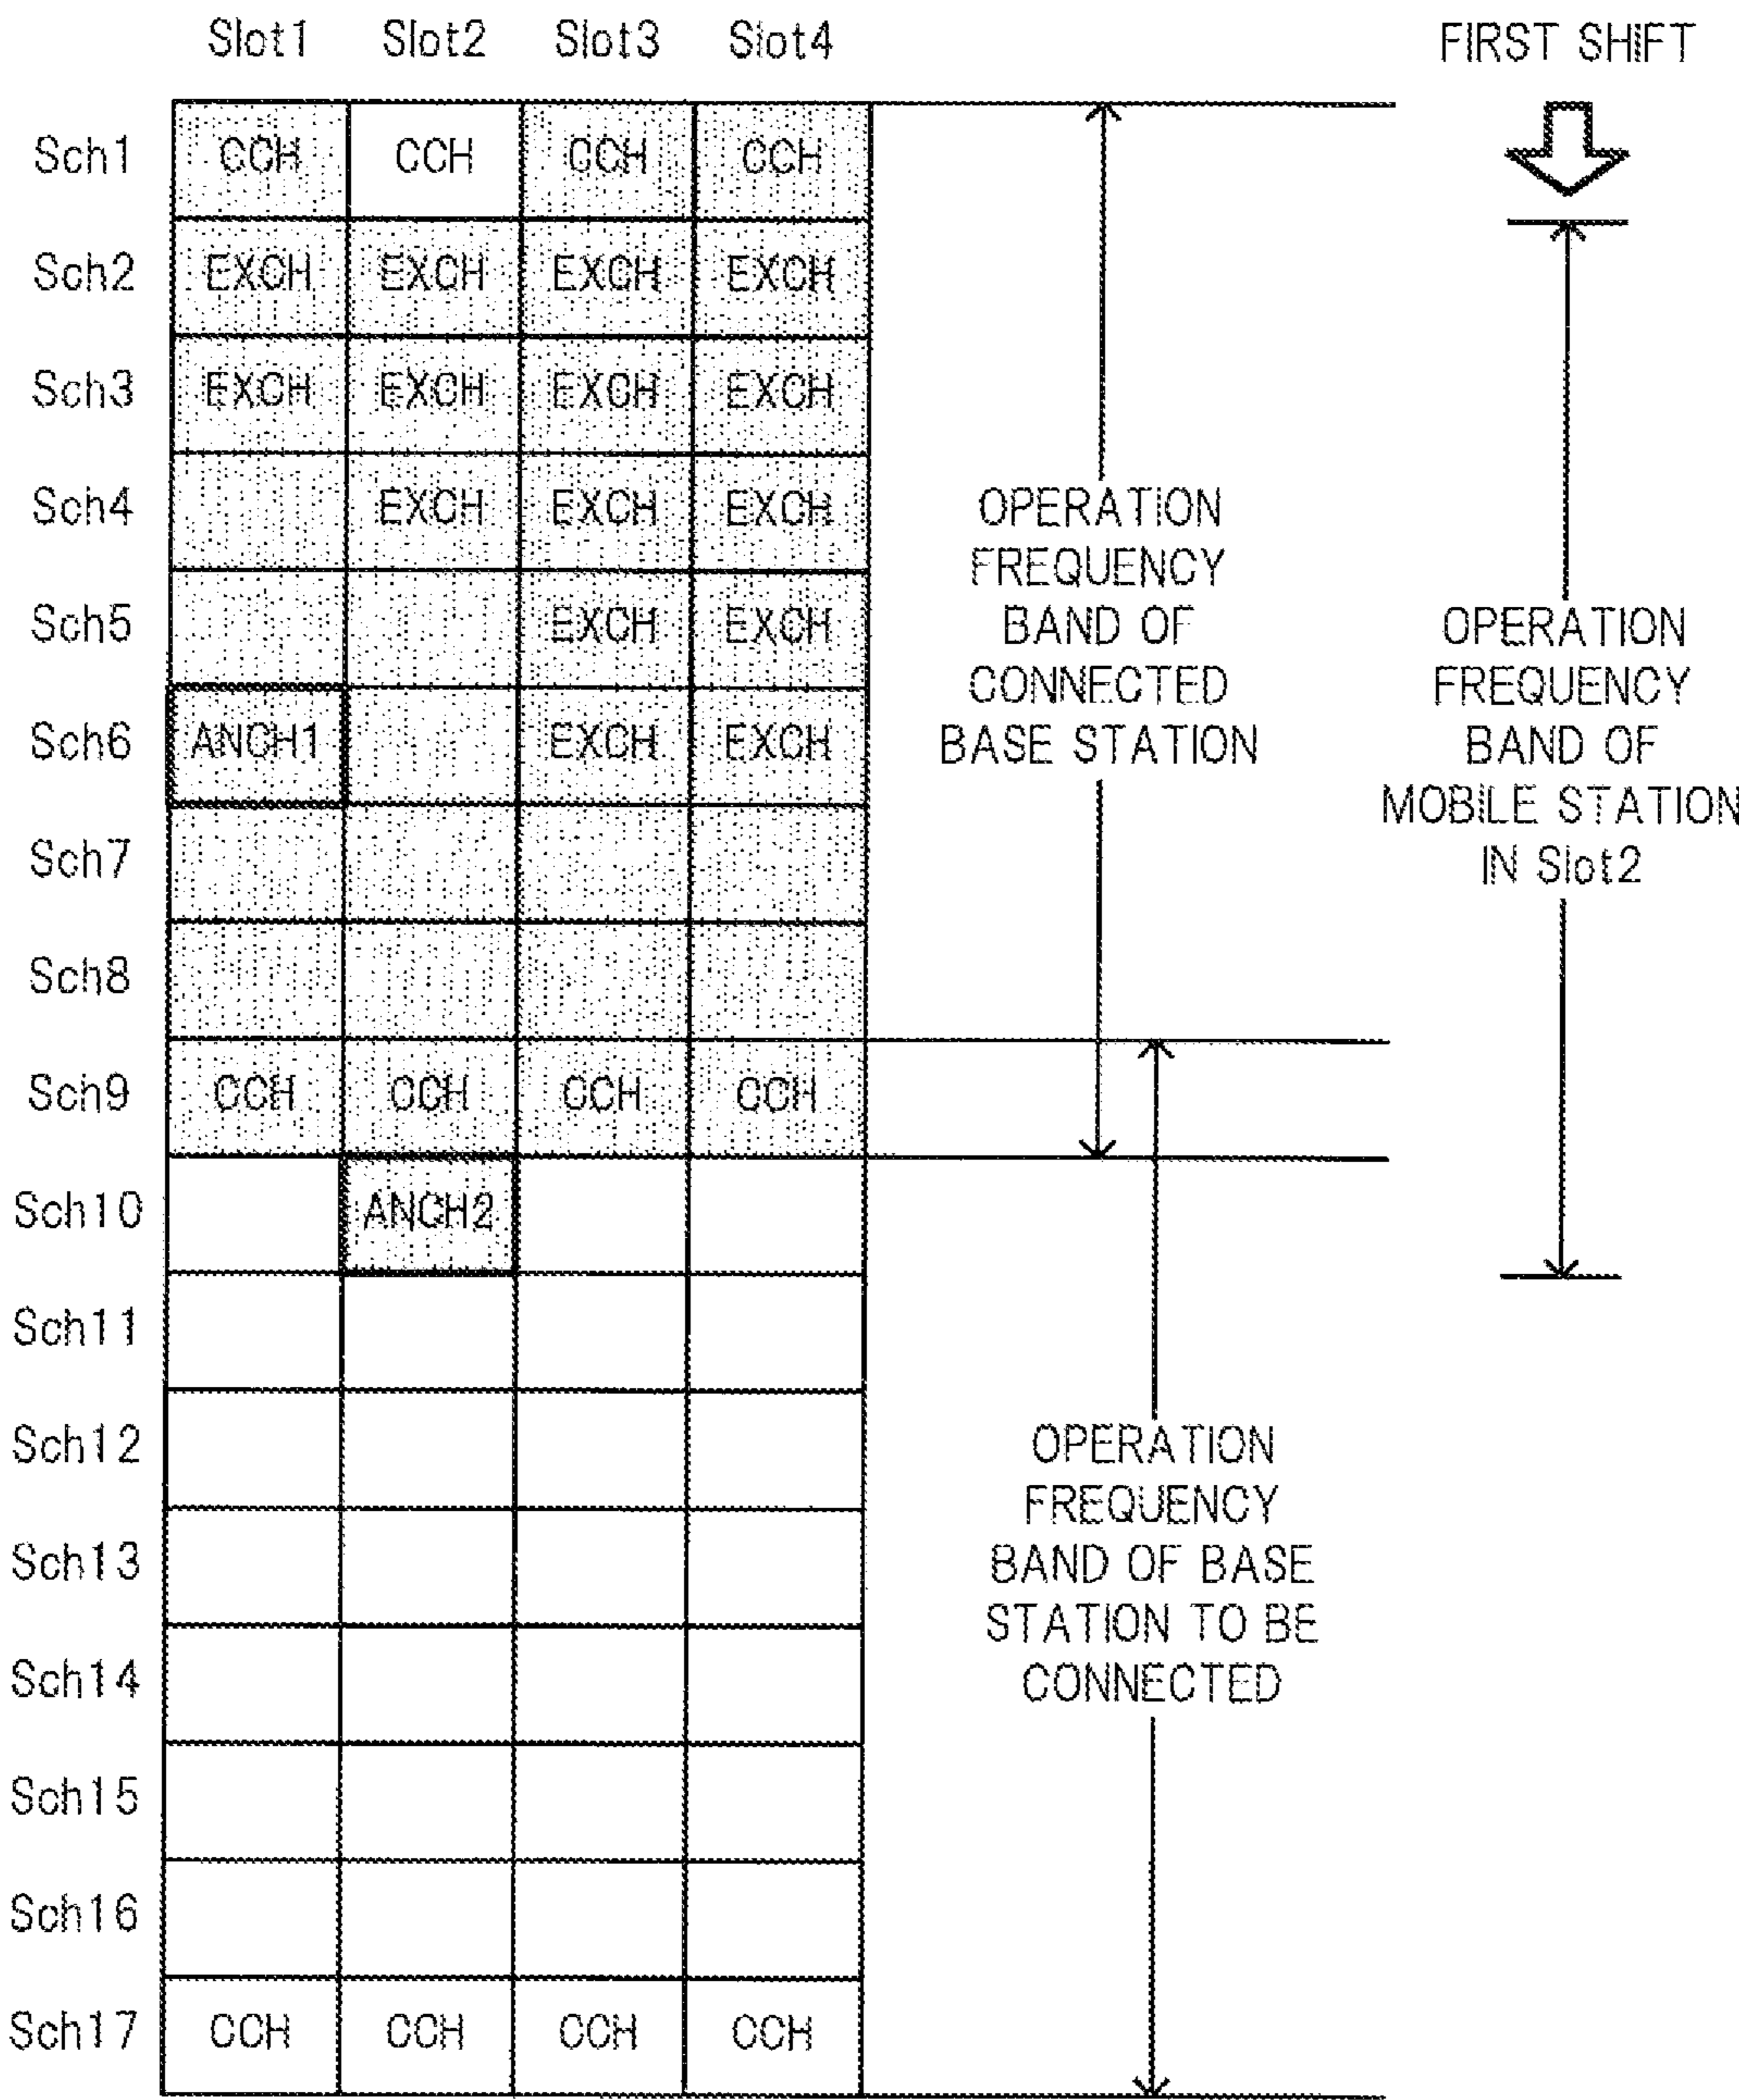 Slot1 Slot2 Slot3 Slot4 FIRST SHIFT
Sch1 CCH CCH CCH CCH
Sch2 EXCH EXCH EXCH EXCH
Sch3 EXCH EXCH EXCH EXCH
Sch4 EXCH EXCH EXCH
Sch5 EXCH EXCH
Sch6 ANCH1 EXCH EXCH
Sch7
Sch8
Sch9 CCH CCH CCH CCH
Sch10 ANCH2
Sch11
Sch12
Sch13
Sch14
Sch15
Sch16
Sch17 CCH CCH CCH CCH
OPERATION
FREQUENCY
BAND OF
CONNECTED
BASE STATION
OPERATION
FREQUENCY
BAND OF
MOBILE STATION
IN Slot2
OPERATION
FREQUENCY
BAND OF BASE
STATION TO BE
CONNECTED